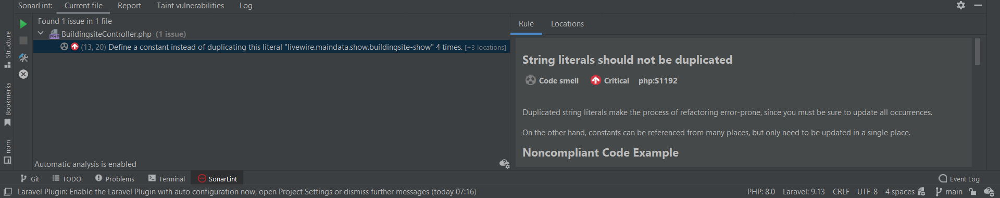 SonarLint: Current file Report Taint vulnerabilities Log
Found 1 issue in 1 file
PHP BuildingsiteController.php (1 issue)
(13, 20) Define a constant instead of duplicating this literal "livewire.maindata.show.buildingsite-show" 4 times. [+3 locations]
Automatic analysis is enabled
Structure
Bookmarks
npm
Rule Locations
String literals should not be duplicated
Code smell Critical php:S1192
Duplicated string literals make the process of refactoring error-prone, since you must be sure to update all occurrences.
On the other hand, constants can be referenced from many places, but only need to be updated in a single place.
Noncompliant Code Example
Git TODO Problems Terminal SonarLint Event Log
Laravel Plugin: Enable the Laravel Plugin with auto configuration now, open Project Settings or dismiss further messages (today 07:16) PHP: 8.0 Laravel: 9.13 CRLF UTF-8 4 spaces main